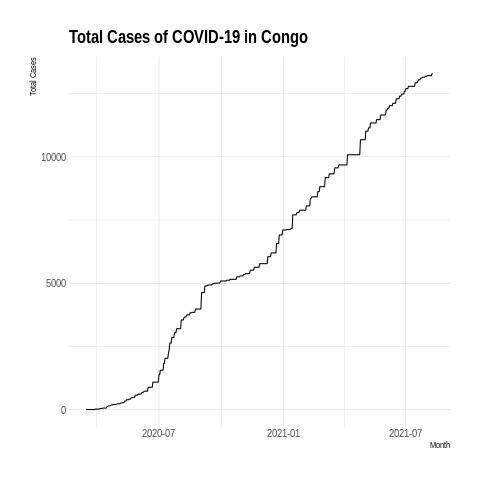 Total Cases of COVID-19 in Congo
Total Cases
10000
5000
0
2020-07
2021-01
2021-07
Month